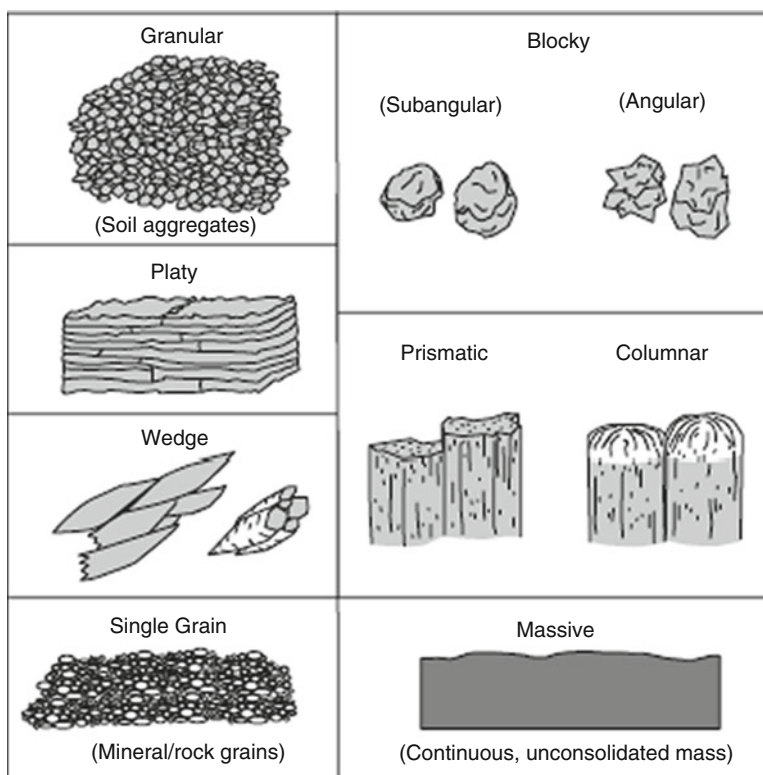 Granular
(Soil aggregates)
Blocky
(Subangular)
(Angular)
Platy
Prismatic
Columnar
Wedge
Single Grain
(Mineral/rock grains)
Massive
(Continuous, unconsolidated mass)